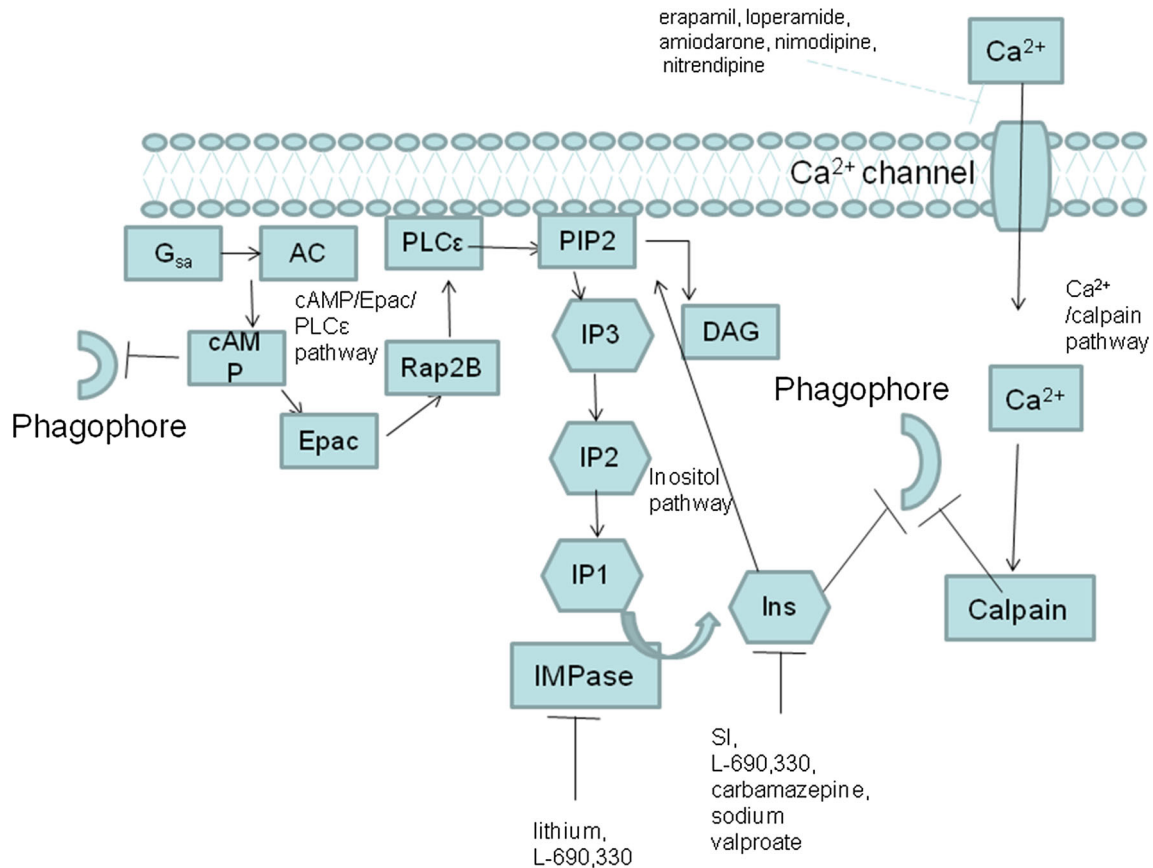 erapamil, loperamide,
amiodarone, nimodipine,
nitrendipine
Ca²⁺
Ca²⁺ channel
Gsa
AC
PLCε
PIP2
cAMP/Epac/
PLCε
pathway
cAM
P
Phagophore
Epac
Rap2B
IP3
DAG
IP2
Inositol
pathway
IP1
IMPase
lithium,
L-690,330
Ins
SI,
L-690,330,
carbamazepine,
sodium
valproate
Phagophore
Ca²⁺
/calpain
pathway
Ca²⁺
Calpain